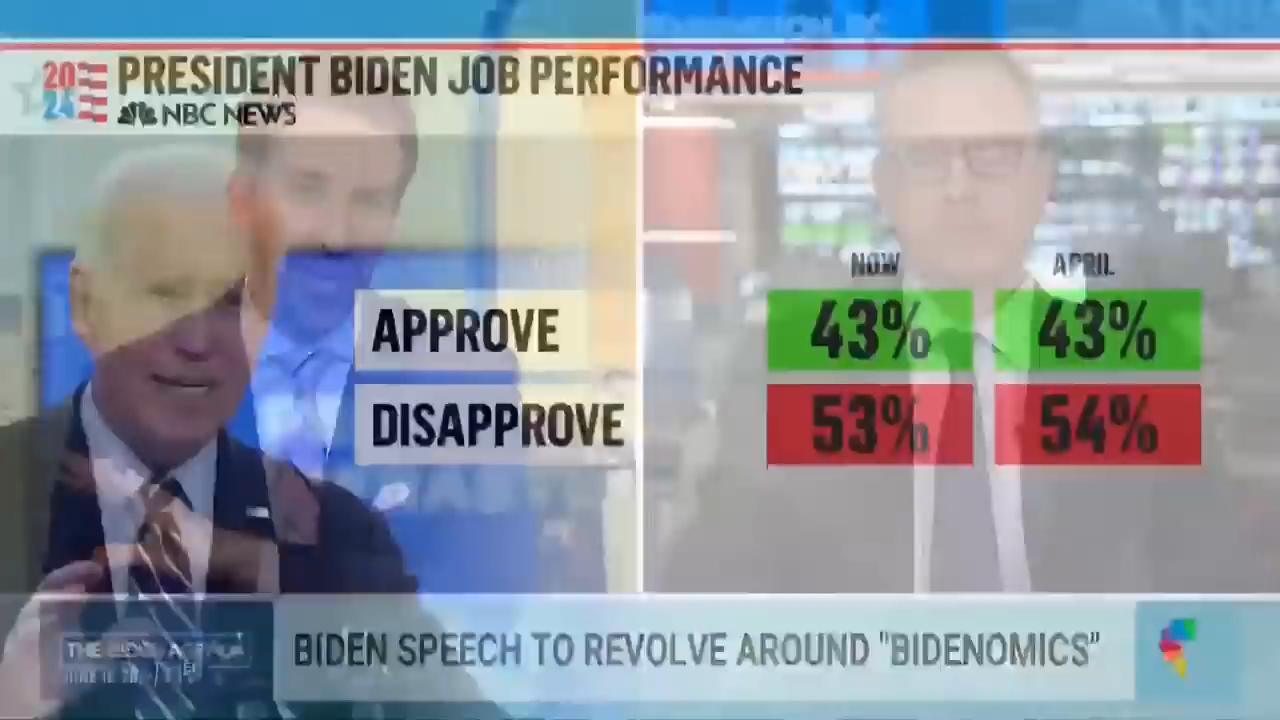 2024
PRESIDENT BIDEN JOB PERFORMANCE
NBC NEWS
NOW APRIL
APPROVE 43% 43%
DISAPPROVE 53% 54%
BIDEN SPEECH TO REVOLVE AROUND "BIDENOMICS"